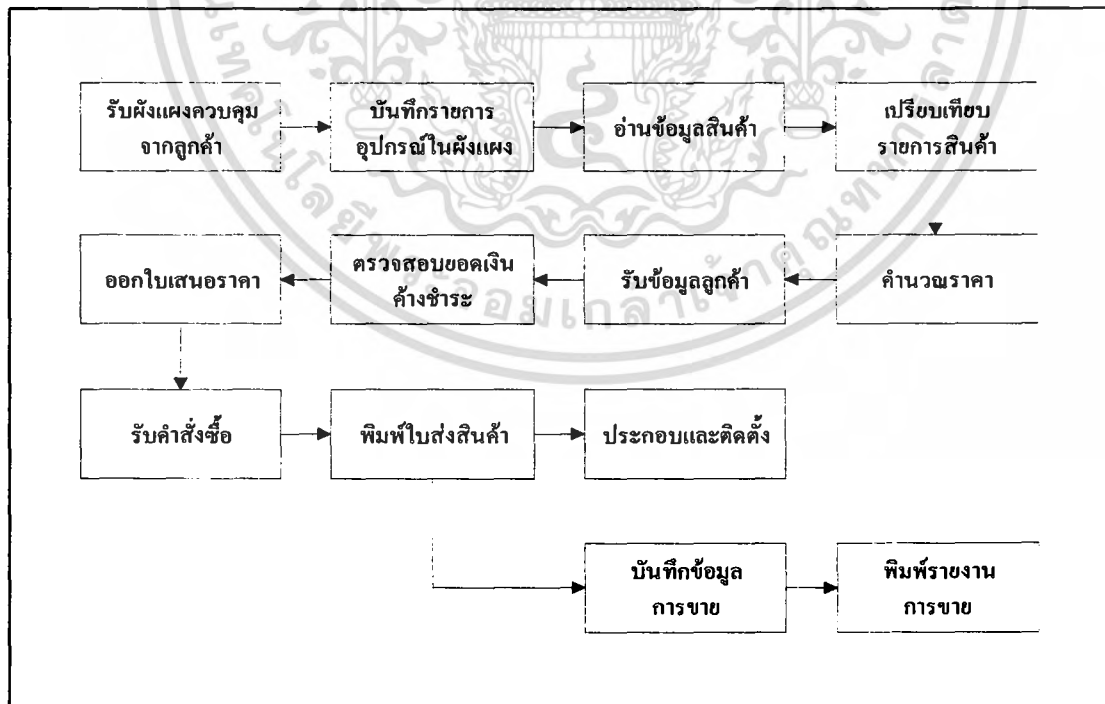 รับผังแผงควบคุม
จากลูกค้า
บันทึกรายการ
อุปกรณ์ในผังแผง
อ่านข้อมูลสินค้า
เปรียบเทียบ
รายการสินค้า
ออกใบเสนอราคา
ตรวจสอบยอดเงิน
ค้างชำระ
รับข้อมูลลูกค้า
คำนวณราคา
รับคำสั่งซื้อ
พิมพ์ใบส่งสินค้า
ประกอบและติดตั้ง
บันทึกข้อมูล
การขาย
พิมพ์รายงาน
การขาย